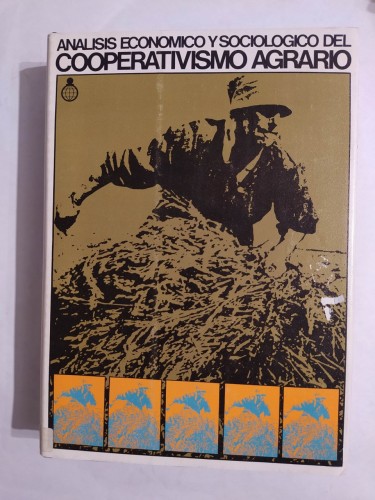 ANALISIS ECONOMICO Y SOCIOLOGICO DEL
COOPERATIVISMO AGRARIO